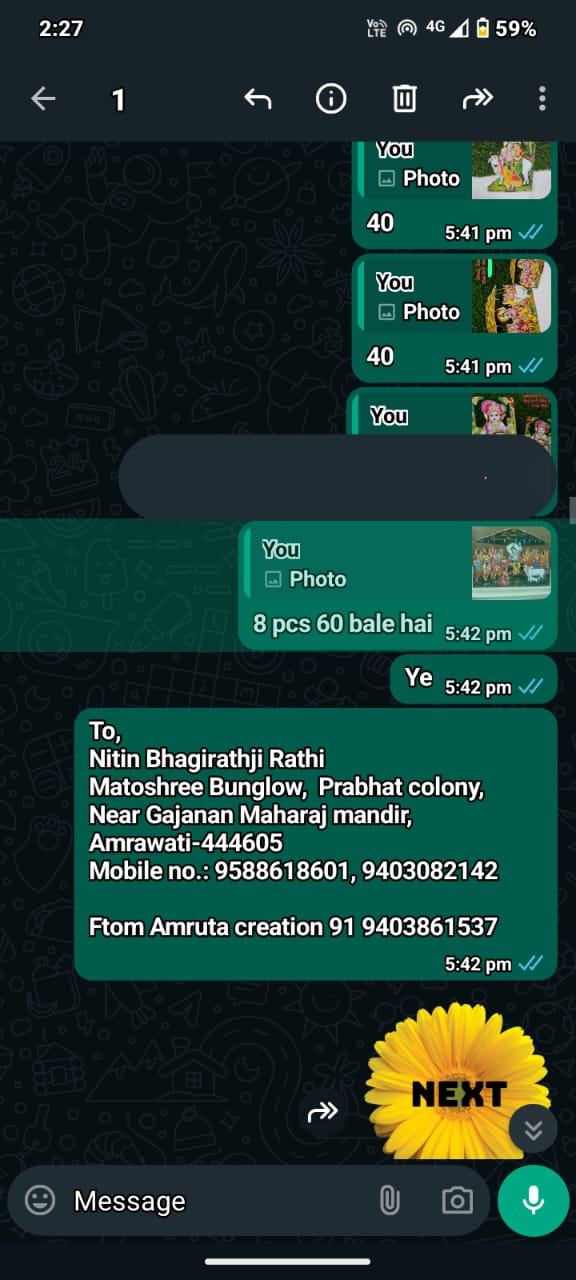 2:27
Vo LTE
4G
59%
1
You
Photo
40
5:41 pm
You
Photo
40
5:41 pm
You
You
Photo
8 pcs 60 bale hai
5:42 pm
Ye
5:42 pm
To,
Nitin Bhagirathji Rathi
Matoshree Bunglow, Prabhat colony,
Near Gajanan Maharaj mandir,
Amrawati-444605
Mobile no.: 9588618601, 9403082142
Ftom Amruta creation 91 9403861537
5:42 pm
NEXT
Message